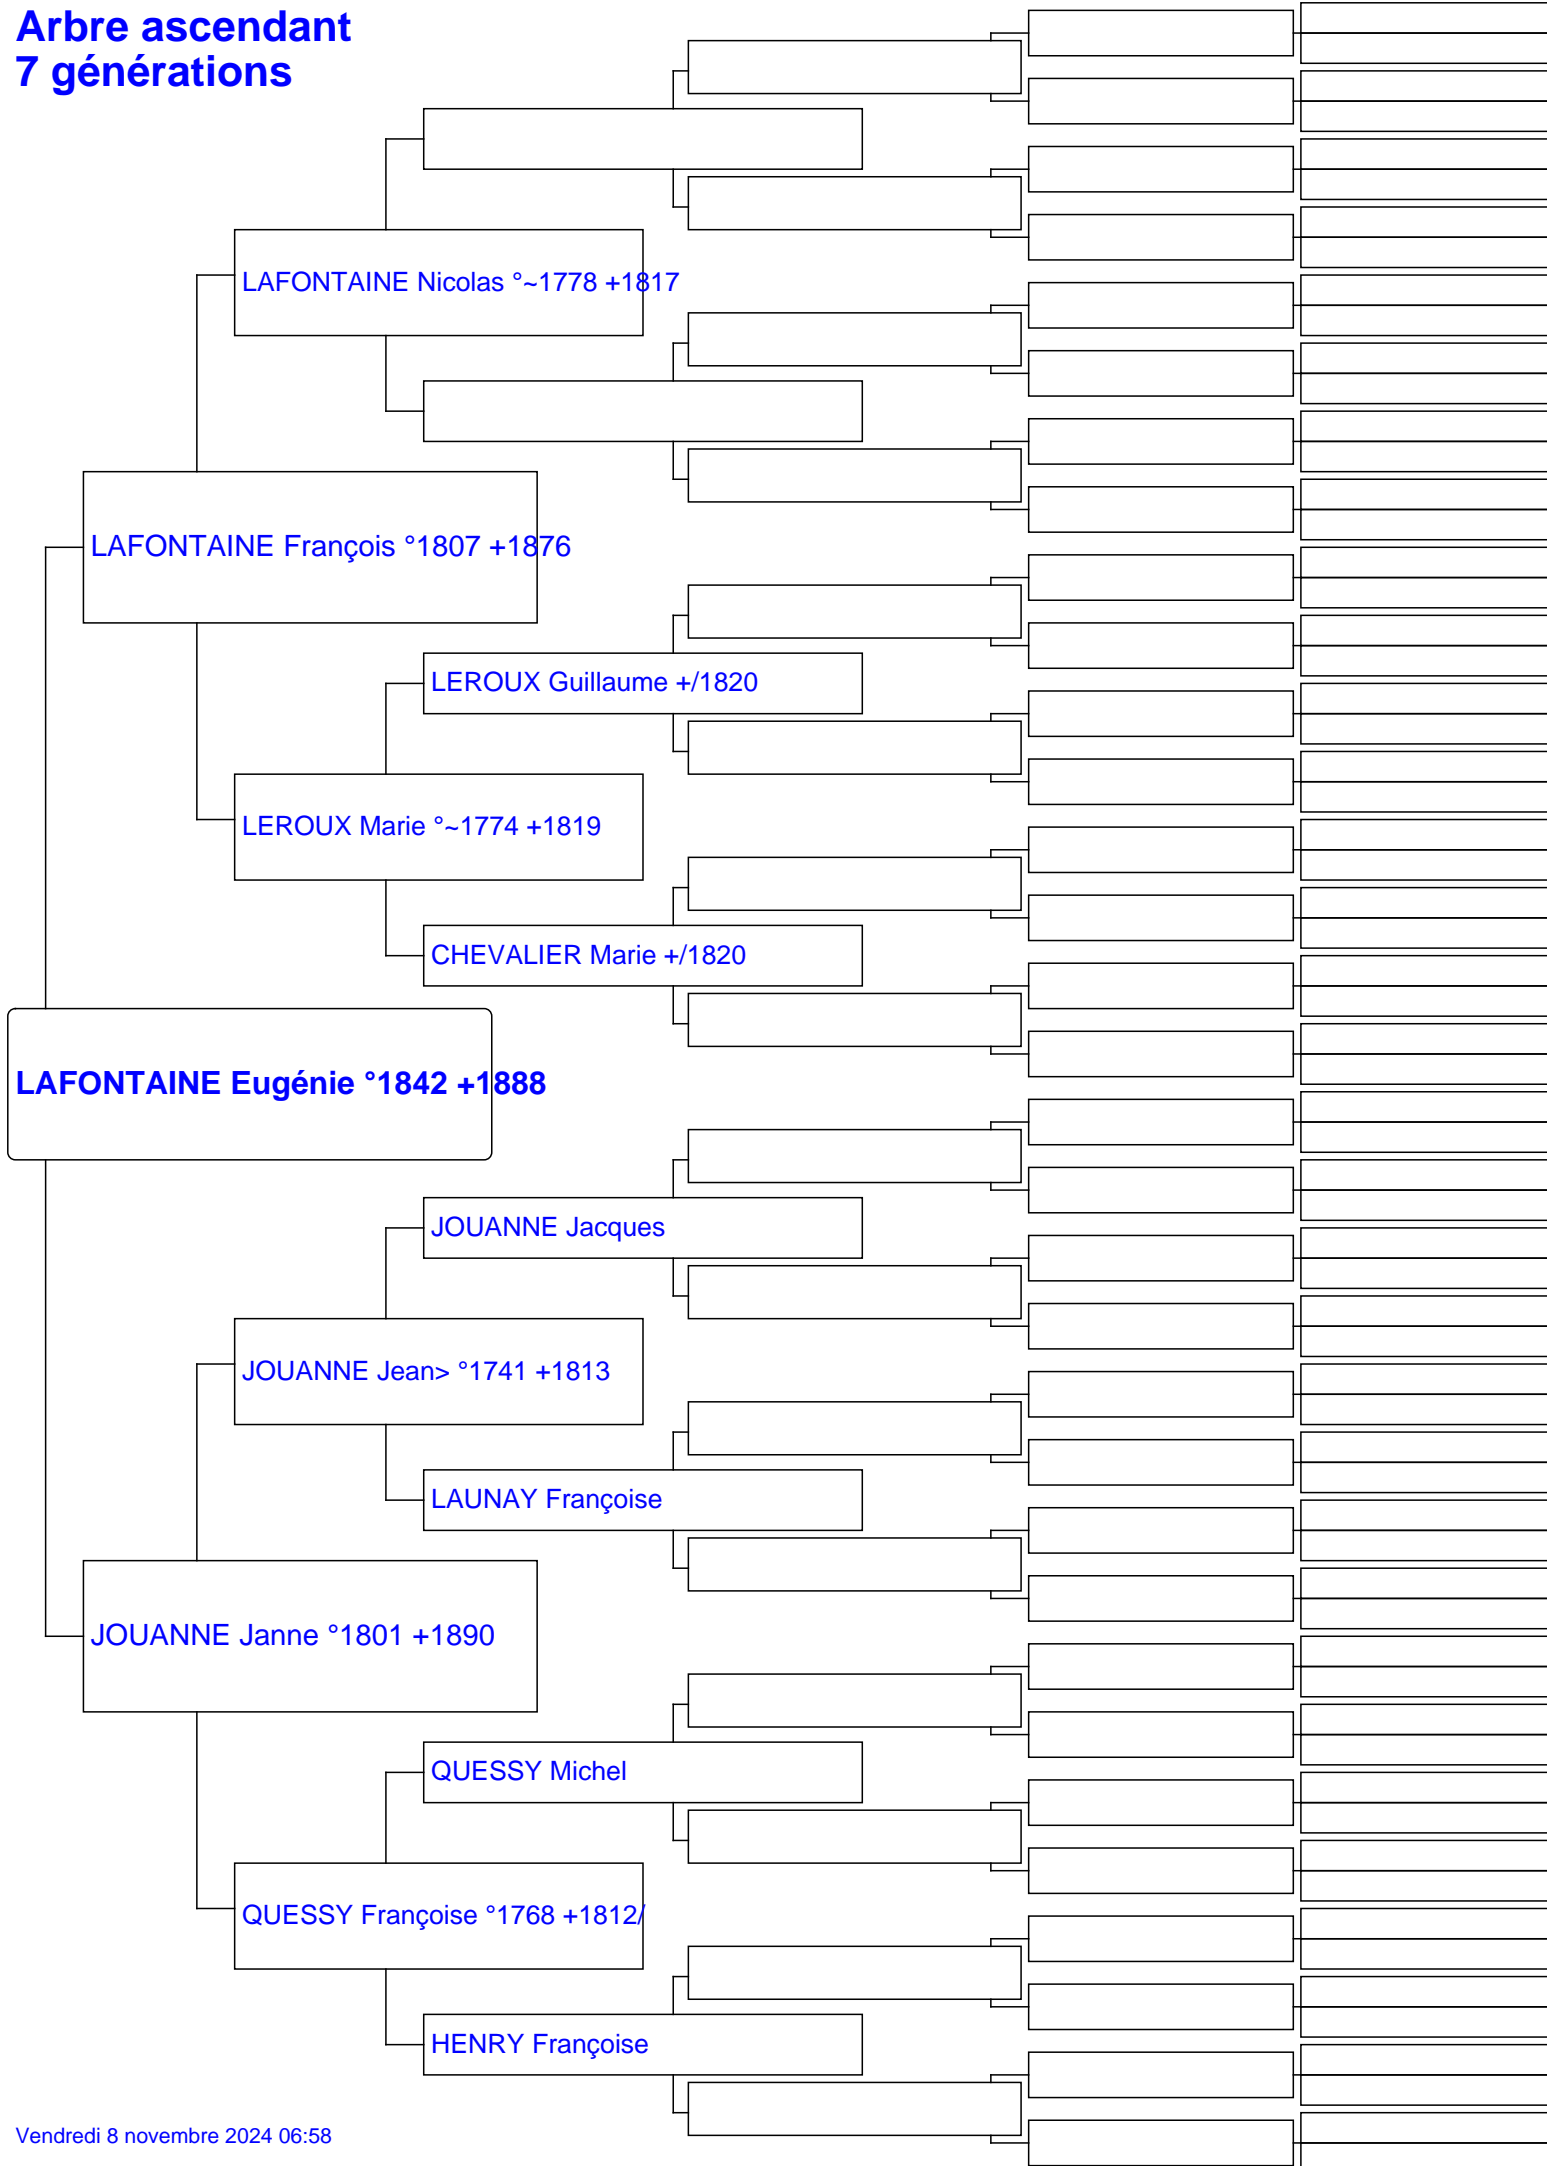 Arbre ascendant
7 générations
LAFONTAINE Nicolas °~1778 +1817
LAFONTAINE François °1807 +1876
LEROUX Guillaume +/1820
LEROUX Marie °~1774 +1819
CHEVALIER Marie +/1820
LAFONTAINE Eugénie °1842 +1888
JOUANNE Jacques
JOUANNE Jean> °1741 +1813
LAUNAY Françoise
JOUANNE Janne °1801 +1890
QUESSY Michel
QUESSY Françoise °1768 +1812/
HENRY Françoise
Vendredi 8 novembre 2024 06:58